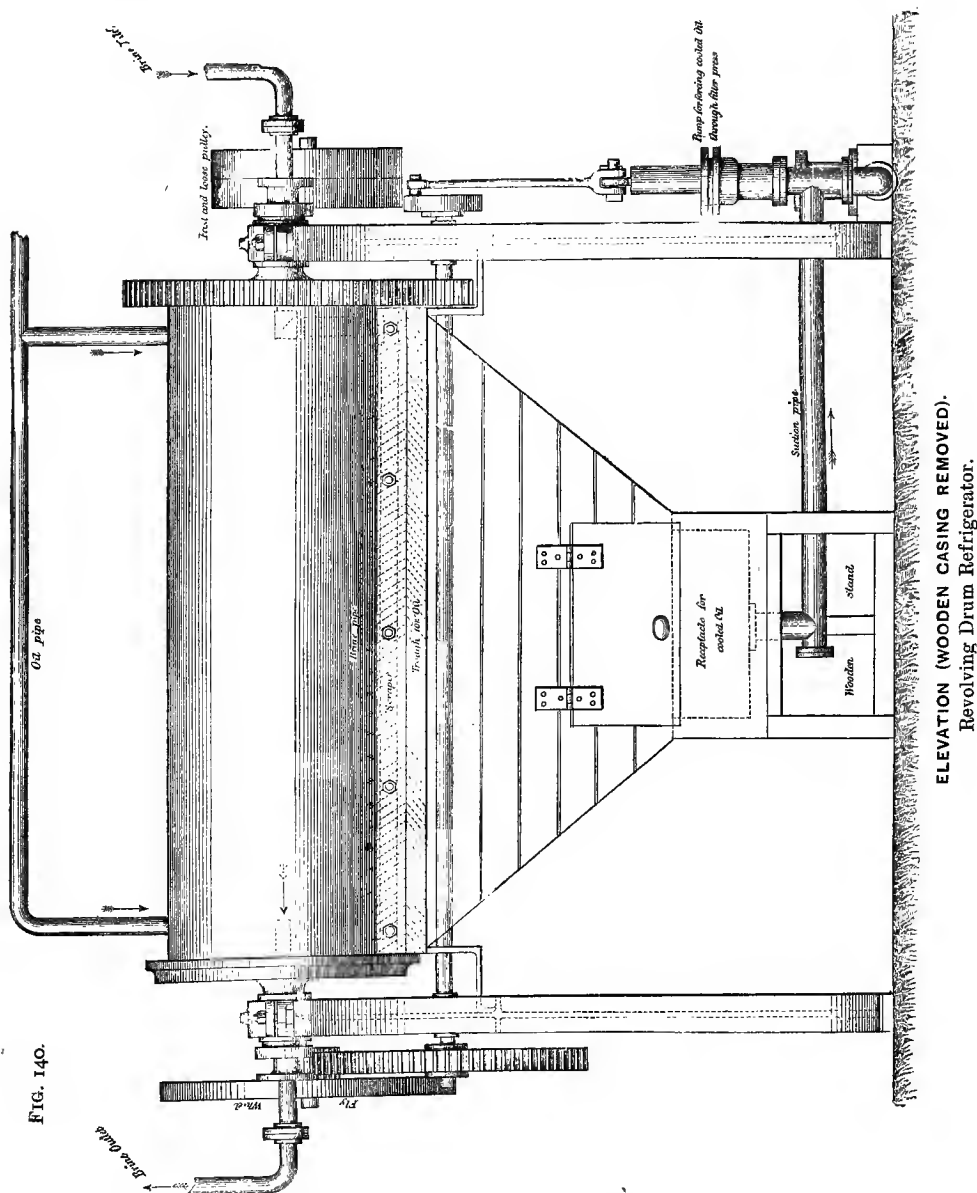 FIG. 140.
Oil pipe
Brine
Fast and loose pulley.
Brine Outlet
Wheel
Fly
Brine pipe
Scraper
Trough for Oil
Pump for forcing cooled Oil
through filter press
Receptacle for
cooled Oil
Suction pipe
Wooden Stand
ELEVATION (WOODEN CASING REMOVED).
Revolving Drum Refrigerator.